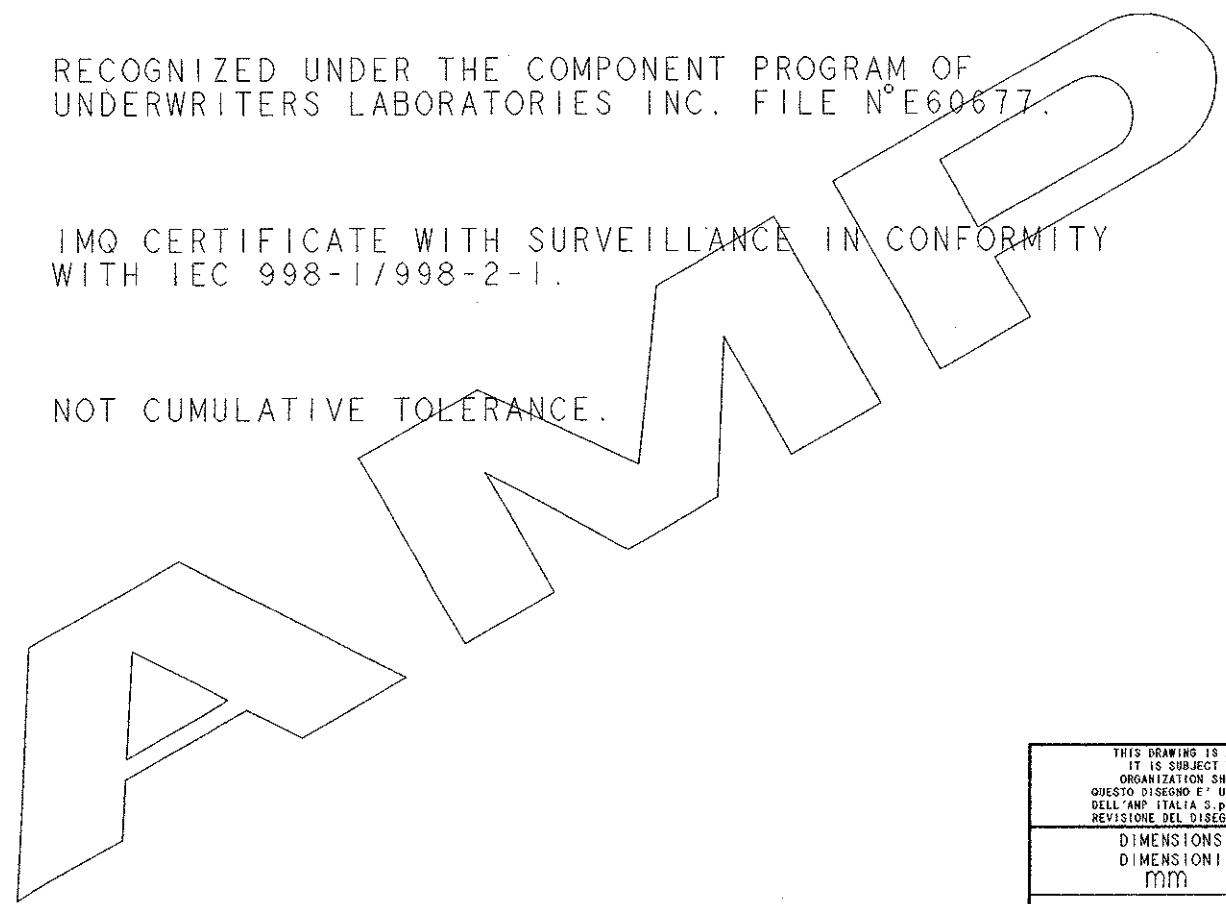 RECOGNIZED UNDER THE COMPONENT PROGRAM OF
UNDERWRITERS LABORATORIES INC. FILE N°E60677.
IMQ CERTIFICATE WITH SURVEILLANCE IN CONFORMITY
WITH IEC 998-1/998-2-1.
NOT CUMULATIVE TOLERANCE.
AMP
THIS DRAWING IS
IT IS SUBJECT
ORGANIZATION SH
QUESTO DISEGNO E' U
DELL'AMP ITALIA S.p
REVISIONE DEL DISEG
DIMENSIONS
DIMENSIONI
mm